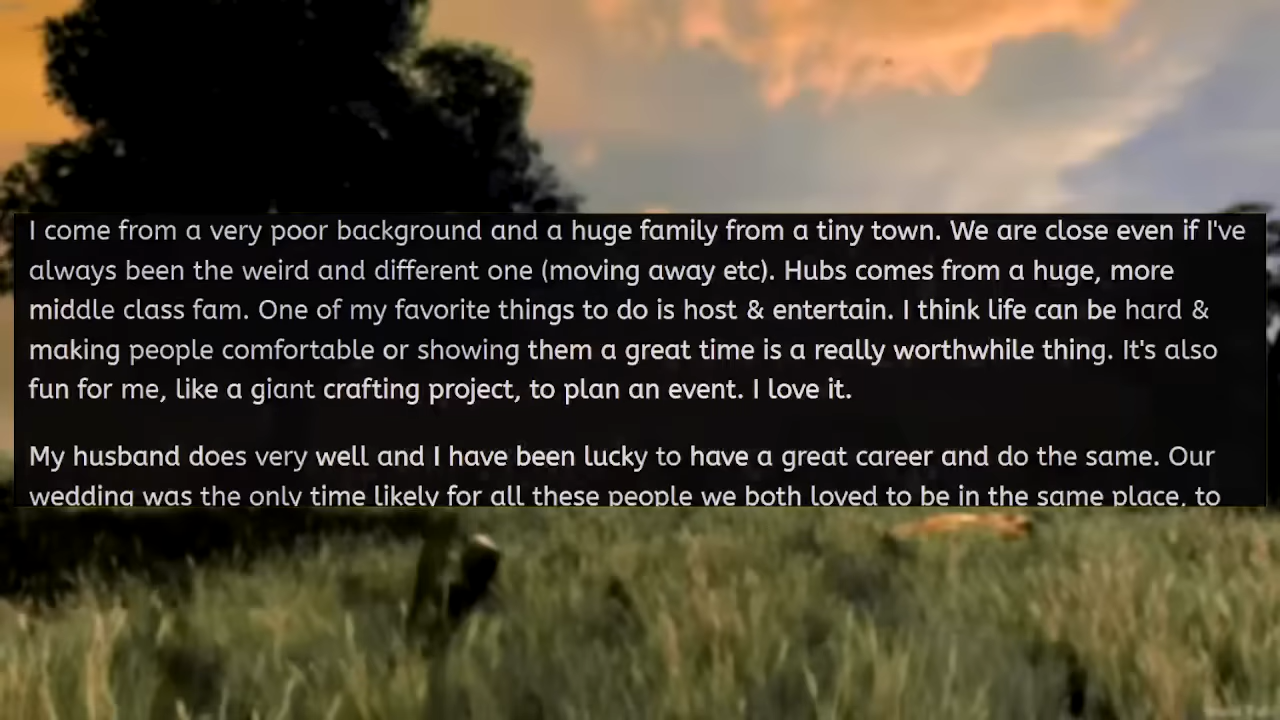 I come from a very poor background and a huge family from a tiny town. We are close even if I've
always been the weird and different one (moving away etc). Hubs comes from a huge, more
middle class fam. One of my favorite things to do is host & entertain. I think life can be hard &
making people comfortable or showing them a great time is a really worthwhile thing. It's also
fun for me, like a giant crafting project, to plan an event. I love it.
My husband does very well and I have been lucky to have a great career and do the same. Our
wedding was the only time likely for all these people we both loved to be in the same place, to